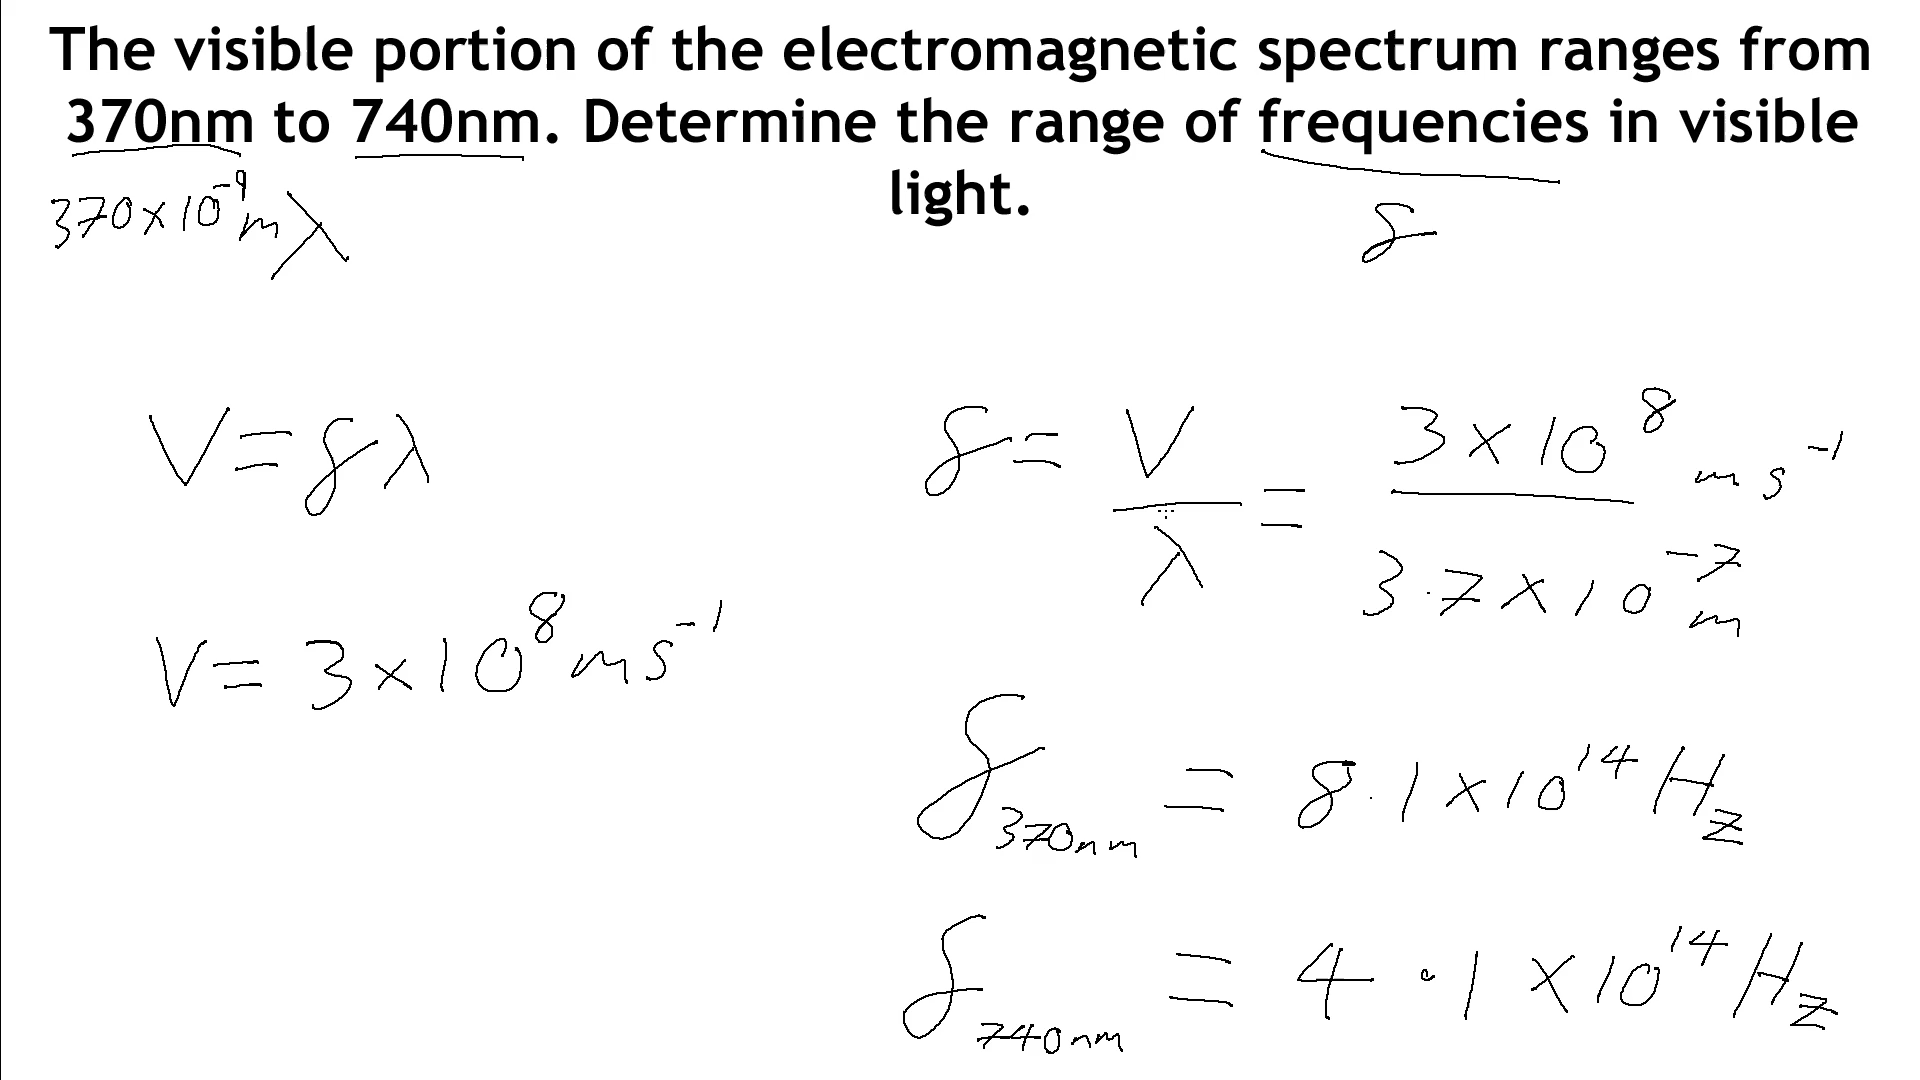 The visible portion of the electromagnetic spectrum ranges from
370nm to 740nm. Determine the range of frequencies in visible
light.
370×10⁻⁹m λ
f
V=fλ
f= V/λ = 3×10⁸ ms⁻¹ / 3.7×10⁻⁷ m
V= 3×10⁸ms⁻¹
f370nm = 8.1×10¹⁴ Hz
f740nm = 4.1×10¹⁴ Hz